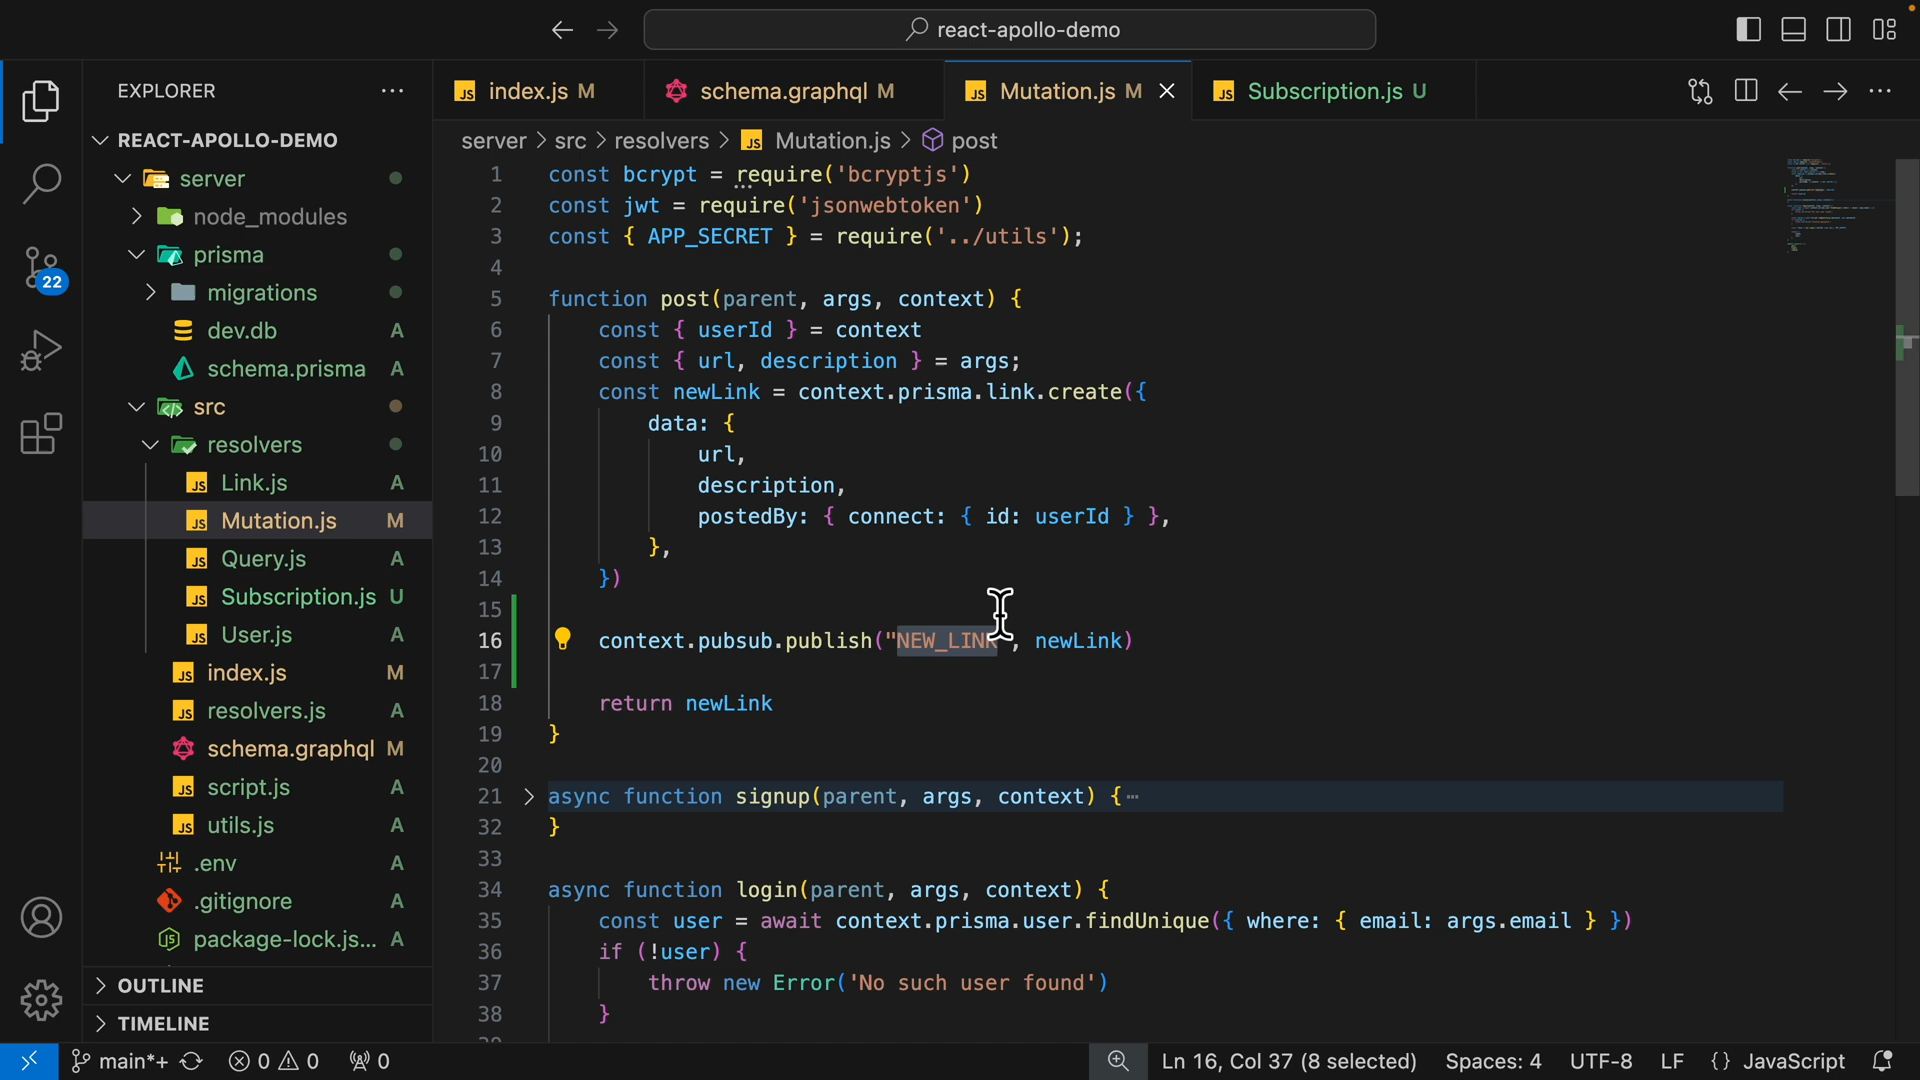 react-apollo-demo
EXPLORER
index.js M
schema.graphql M
Mutation.js M
Subscription.js U
REACT-APOLLO-DEMO
server > src > resolvers > JS Mutation.js > post
server
node_modules
prisma
migrations
dev.db A
schema.prisma A
src
resolvers
Link.js A
Mutation.js M
Query.js A
Subscription.js U
User.js A
index.js M
resolvers.js A
schema.graphql M
script.js A
utils.js A
.env A
.gitignore A
package-lock.js... A
OUTLINE
TIMELINE
22
1 const bcrypt = require('bcryptjs')
2 const jwt = require('jsonwebtoken')
3 const { APP_SECRET } = require('../utils');
4
5 function post(parent, args, context) {
6 const { userId } = context
7 const { url, description } = args;
8 const newLink = context.prisma.link.create({
9 data: {
10 url,
11 description,
12 postedBy: { connect: { id: userId } },
13 },
14 })
15
16 context.pubsub.publish("NEW_LINK", newLink)
17
18 return newLink
19 }
20
21 async function signup(parent, args, context) {⋯
32 }
33
34 async function login(parent, args, context) {
35 const user = await context.prisma.user.findUnique({ where: { email: args.email } })
36 if (!user) {
37 throw new Error('No such user found')
38 }
main*+ 0 0 0 Ln 16, Col 37 (8 selected) Spaces: 4 UTF-8 LF {} JavaScript